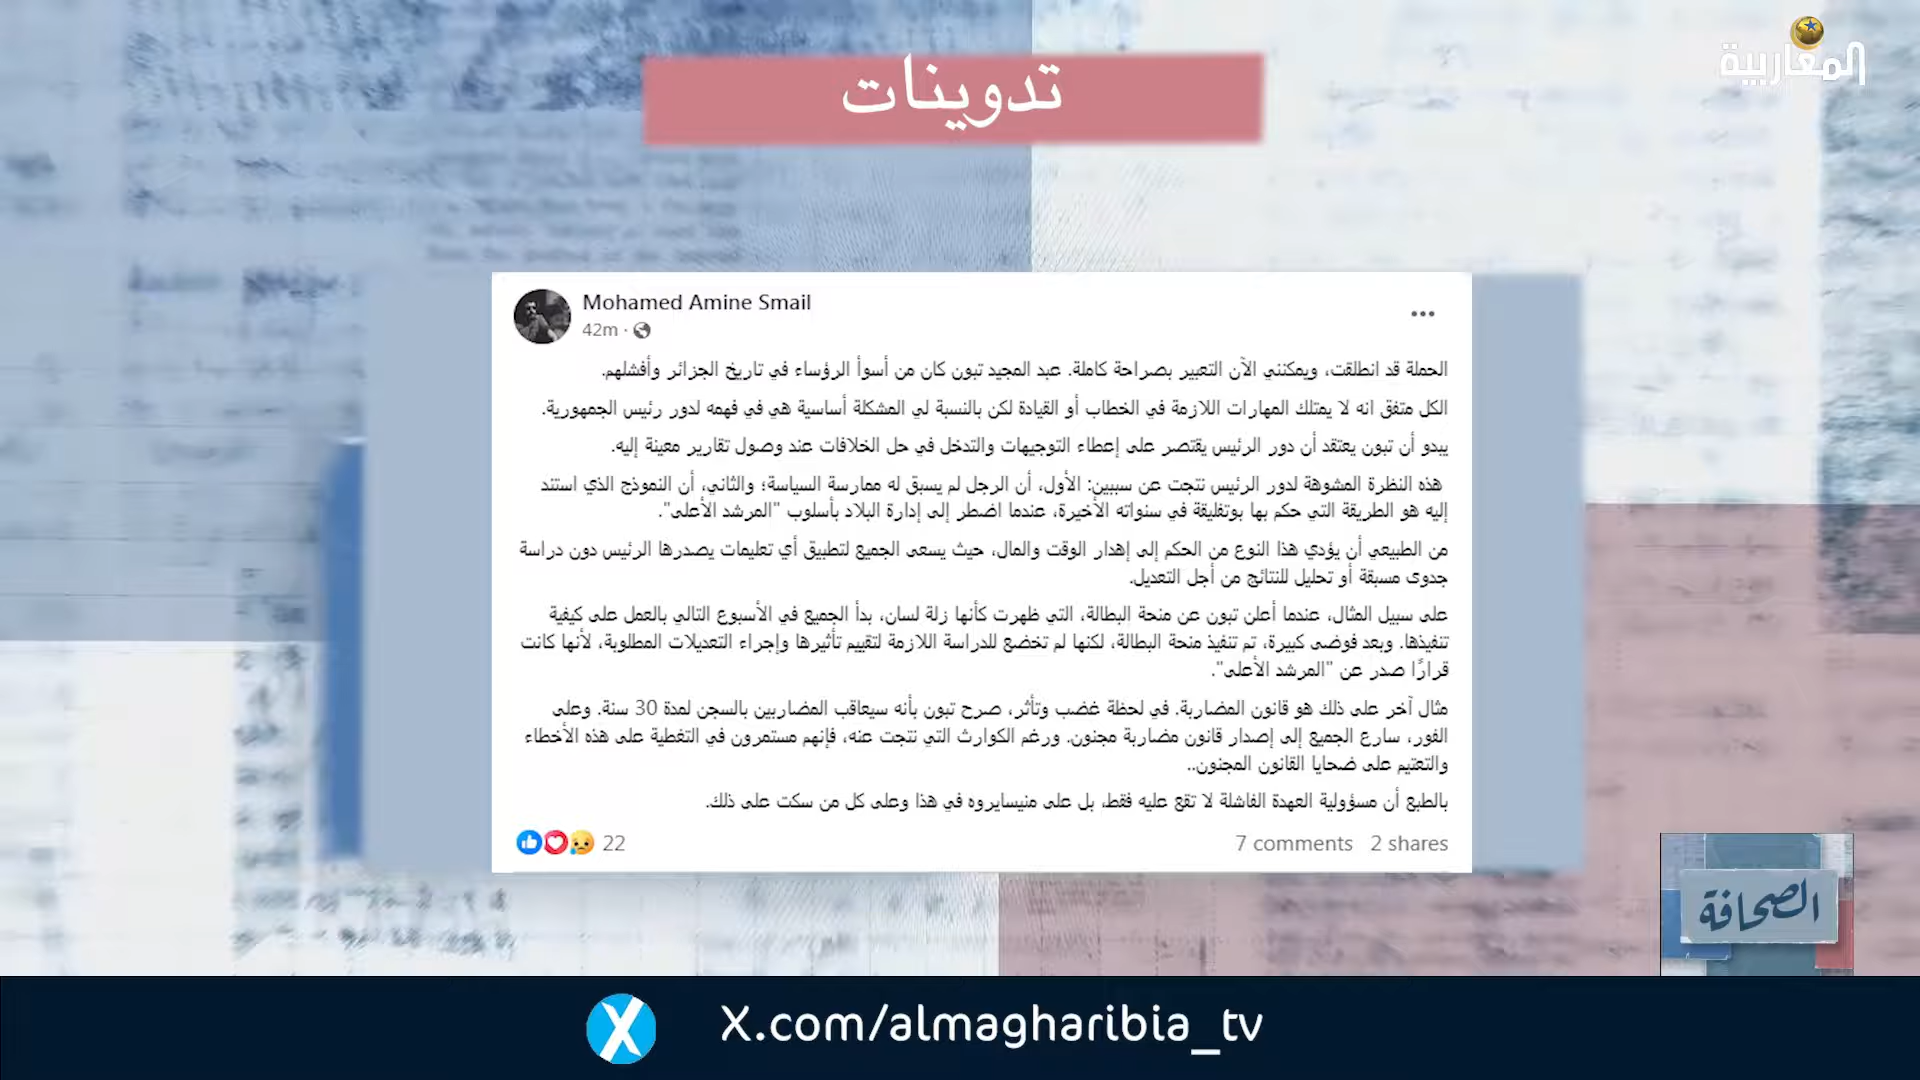 المغاربية
تدوينات
Mohamed Amine Smail
42m ·
الحملة قد انطلقت، ويمكنني الآن التعبير بصراحة كاملة. عبد المجيد تبون كان من أسوأ الرؤساء في تاريخ الجزائر وأفشلهم.
الكل متفق انه لا يمتلك المهارات اللازمة في الخطاب أو القيادة لكن بالنسبة لي المشكلة أساسية هي في فهمه لدور رئيس الجمهورية.
يبدو أن تبون يعتقد أن دور الرئيس يقتصر على إعطاء التوجيهات والتدخل في حل الخلافات عند وصول تقارير معينة إليه.
هذه النظرة المشوهة لدور الرئيس نتجت عن سببين: الأول، أن الرجل لم يسبق له ممارسة السياسة؛ والثاني، أن النموذج الذي استند
إليه هو الطريقة التي حكم بها بوتفليقة في سنواته الأخيرة، عندما اضطر إلى إدارة البلاد بأسلوب "المرشد الأعلى".
من الطبيعي أن يؤدي هذا النوع من الحكم إلى إهدار الوقت والمال، حيث يسعى الجميع لتطبيق أي تعليمات يصدرها الرئيس دون دراسة
جدوى مسبقة أو تحليل للنتائج من أجل التعديل.
على سبيل المثال، عندما أعلن تبون عن منحة البطالة، التي ظهرت كأنها زلة لسان، بدأ الجميع في الأسبوع التالي بالعمل على كيفية
تنفيذها. وبعد فوضى كبيرة، تم تنفيذ منحة البطالة، لكنها لم تخضع للدراسة اللازمة لتقييم تأثيرها وإجراء التعديلات المطلوبة، لأنها كانت
قرارًا صدر عن "المرشد الأعلى".
مثال آخر على ذلك هو قانون المضاربة. في لحظة غضب وتأثر، صرح تبون بأنه سيعاقب المضاربين بالسجن لمدة 30 سنة. وعلى
الفور، سارع الجميع إلى إصدار قانون مضاربة مجنون. ورغم الكوارث التي نتجت عنه، فإنهم مستمرون في التغطية على هذه الأخطاء
والتعتيم على ضحايا القانون المجنون..
بالطبع أن مسؤولية العهدة الفاشلة لا تقع عليه فقط، بل على منيسايروه في هذا وعلى كل من سكت على ذلك.
22
7 comments 2 shares
الصحافة
X.com/almagharibia_tv